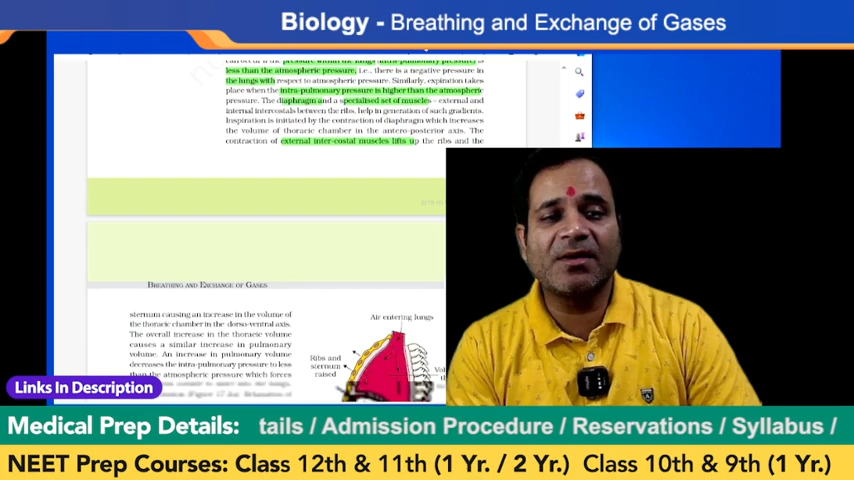 Biology - Breathing and Exchange of Gases
can occur if the pressure within the lungs (intra-pulmonary pressure) is
less than the atmospheric pressure, i.e., there is a negative pressure in
the lungs with respect to atmospheric pressure. Similarly, expiration takes
place when the intra-pulmonary pressure is higher than the atmospheric
pressure. The diaphragm and a specialised set of muscles – external and
internal intercostals between the ribs, help in generation of such gradients.
Inspiration is initiated by the contraction of diaphragm which increases
the volume of thoracic chamber in the antero-posterior axis. The
contraction of external inter-costal muscles lifts up the ribs and the
BREATHING AND EXCHANGE OF GASES
sternum causing an increase in the volume of
the thoracic chamber in the dorso-ventral axis.
The overall increase in the thoracic volume
causes a similar increase in pulmonary
volume. An increase in pulmonary volume
decreases the intra-pulmonary pressure to less
than the atmospheric pressure which forces
Air entering lungs
Ribs and
sternum
raised
Links In Description
Medical Prep Details: tails / Admission Procedure / Reservations / Syllabus /
NEET Prep Courses: Class 12th & 11th (1 Yr. / 2 Yr.) Class 10th & 9th (1 Yr.)